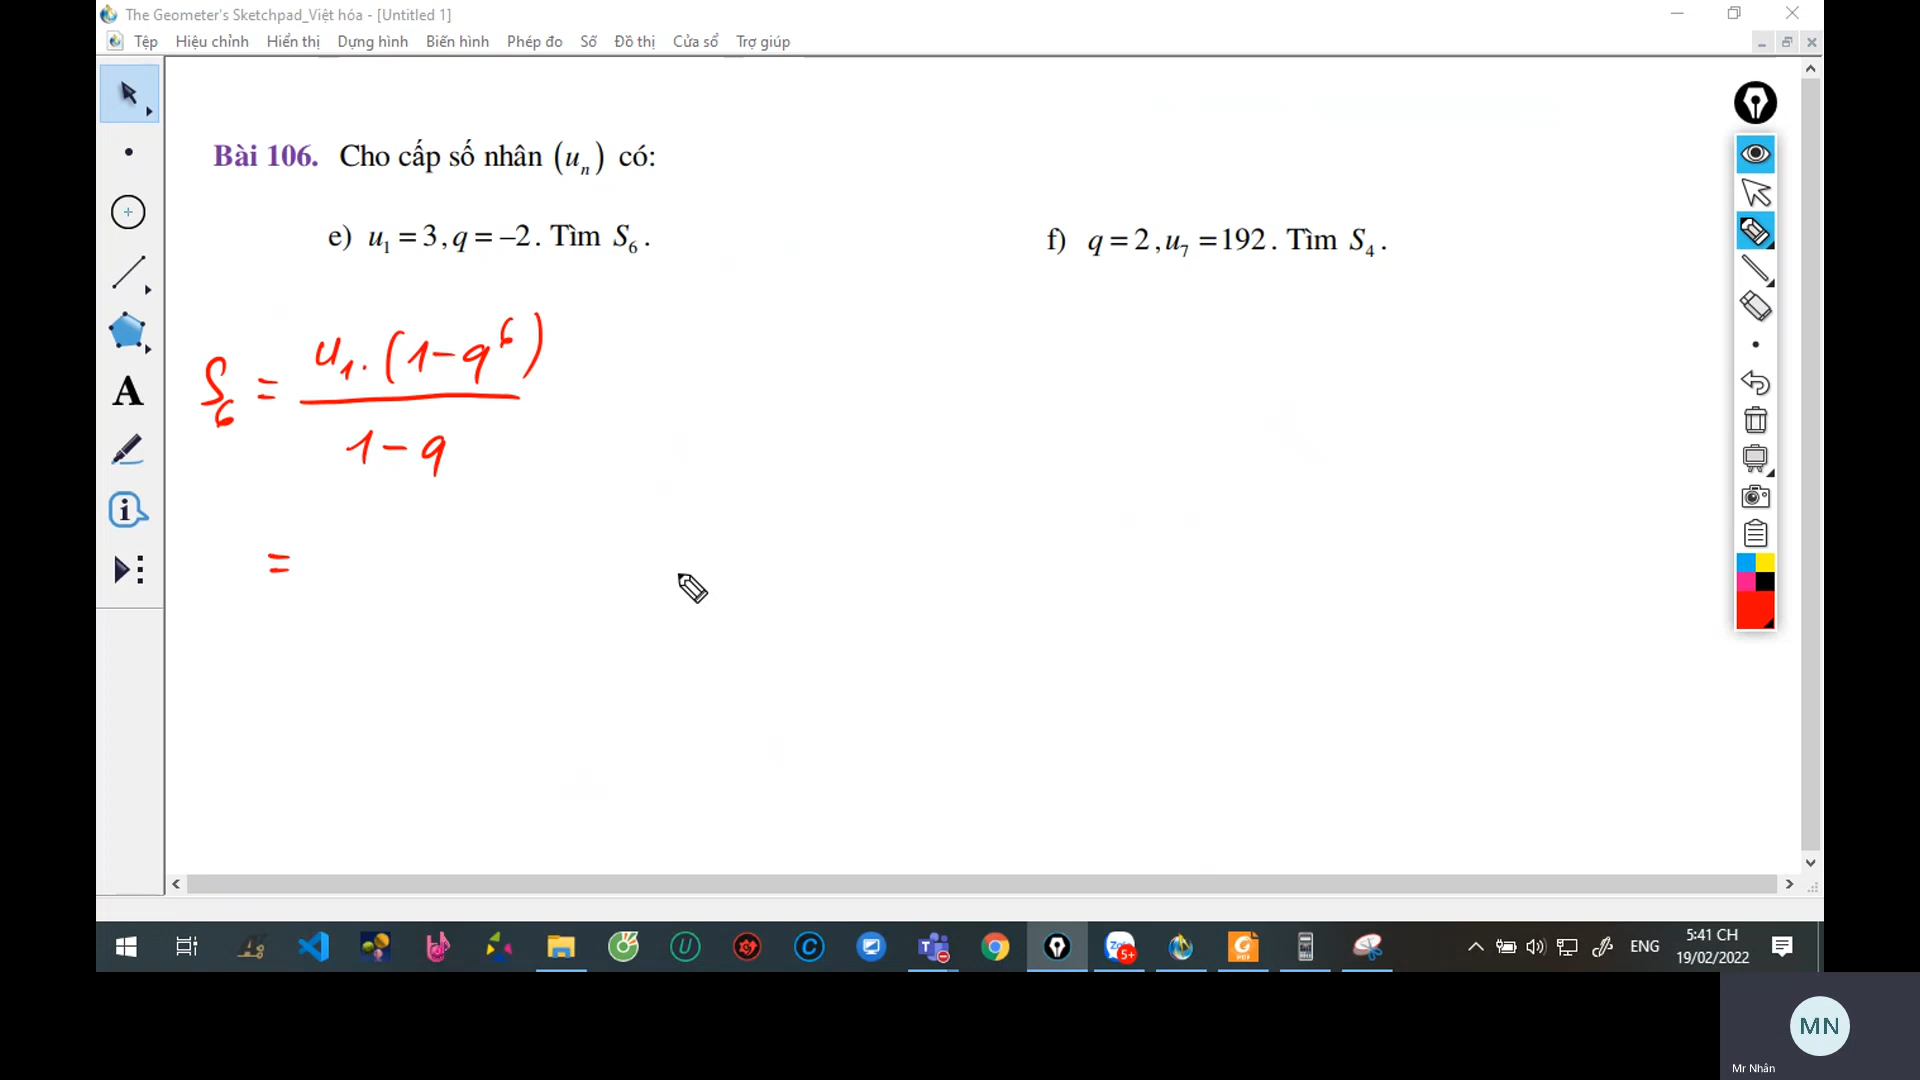 The Geometer's Sketchpad_Việt hóa - [Untitled 1]
Tệp Hiệu chỉnh Hiển thị Dựng hình Biến hình Phép đo Số Đồ thị Cửa sổ Trợ giúp
Bài 106. Cho cấp số nhân (uₙ) có:
e) u₁ = 3, q = –2. Tìm S₆.
f) q = 2, u₇ = 192. Tìm S₄.
S₆ = u₁.(1-q⁶)
1-q
=
A
5+
ENG
5:41 CH
19/02/2022
MN
Mr Nhân